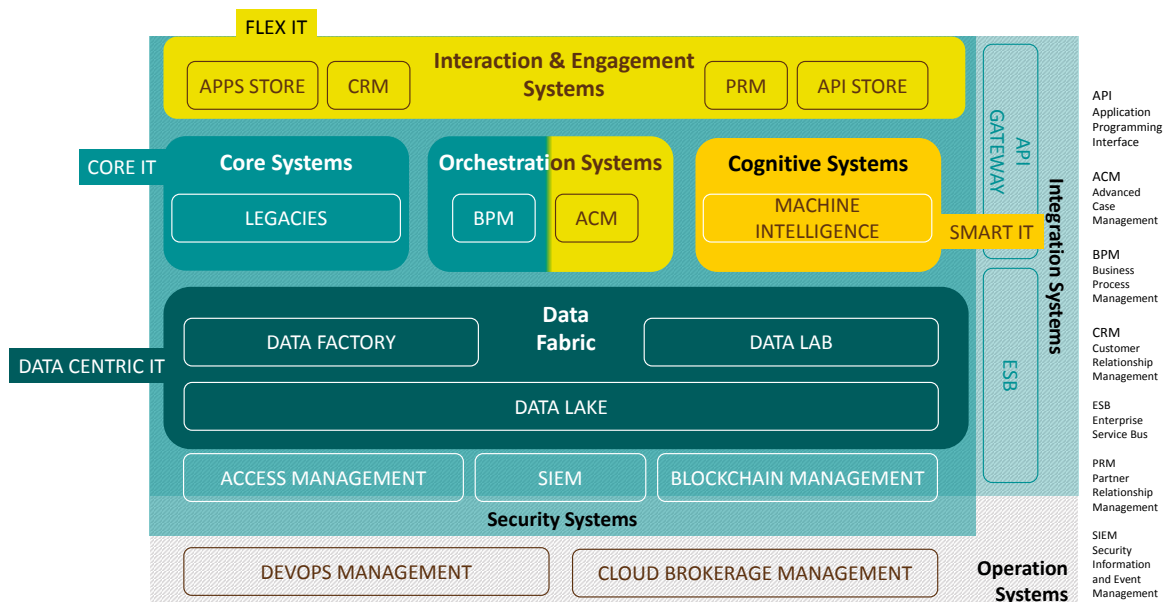 FLEX IT
Interaction & Engagement
Systems
APPS STORE
CRM
PRM
API STORE
CORE IT
Core Systems
LEGACIES
Orchestration Systems
BPM
ACM
Cognitive Systems
MACHINE
INTELLIGENCE
SMART IT
API
GATEWAY
Integration Systems
ESB
DATA CENTRIC IT
Data
Fabric
DATA FACTORY
DATA LAB
DATA LAKE
ACCESS MANAGEMENT
SIEM
BLOCKCHAIN MANAGEMENT
Security Systems
DEVOPS MANAGEMENT
CLOUD BROKERAGE MANAGEMENT
Operation
Systems
API
Application
Programming
Interface
ACM
Advanced
Case
Management
BPM
Business
Process
Management
CRM
Customer
Relationship
Management
ESB
Enterprise
Service Bus
PRM
Partner
Relationship
Management
SIEM
Security
Information
and Event
Management